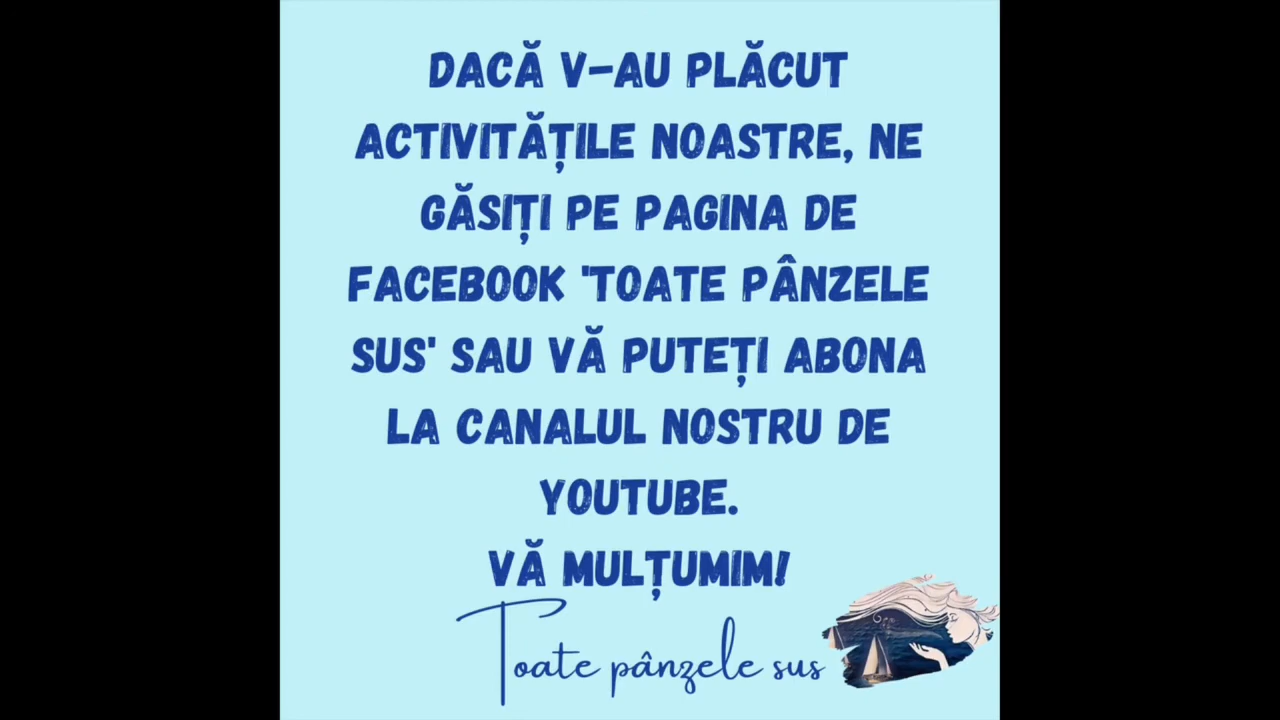 DACĂ V-AU PLĂCUT
ACTIVITĂȚILE NOASTRE, NE
GĂSIȚI PE PAGINA DE
FACEBOOK 'TOATE PÂNZELE
SUS' SAU VĂ PUTEȚI ABONA
LA CANALUL NOSTRU DE
YOUTUBE.
VĂ MULȚUMIM!
Toate pânzele sus